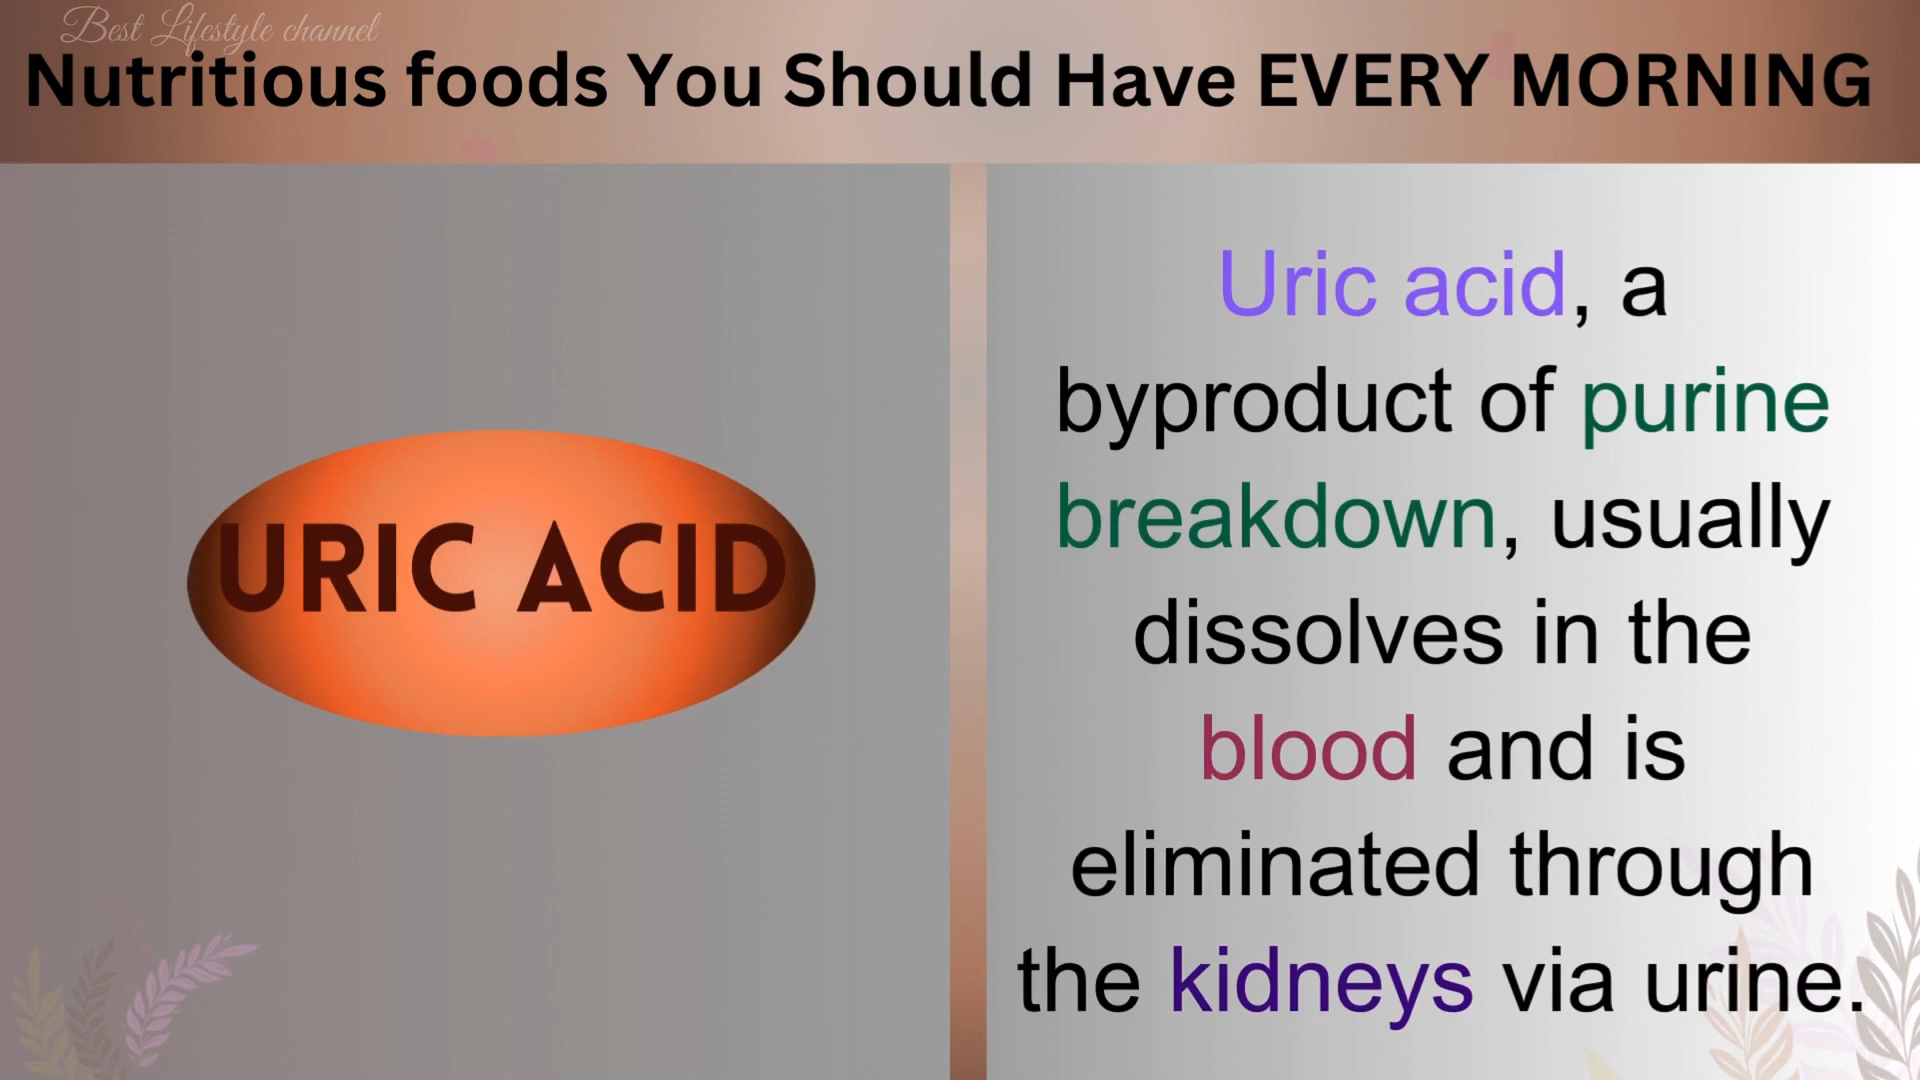 Best Lifestyle channel
Nutritious foods You Should Have EVERY MORNING
URIC ACID
Uric acid, a
byproduct of purine
breakdown, usually
dissolves in the
blood and is
eliminated through
the kidneys via urine.